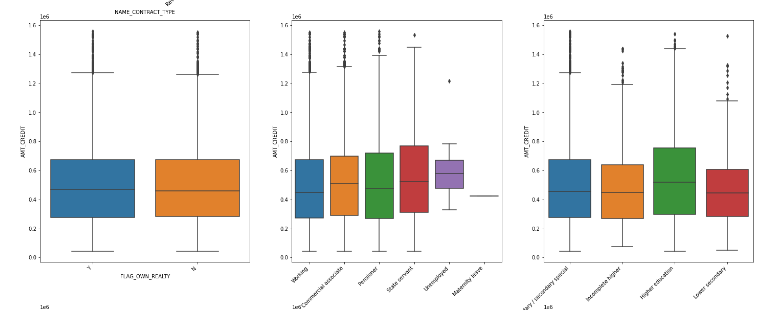 Re
NAME_CONTRACT_TYPE
1e6
1.6
1.4
1.2
1.0
0.8
0.6
0.4
0.2
0.0
AMT_CREDIT
Y
N
FLAG_OWN_REALTY
1e6
1e6
1.6
1.4
1.2
1.0
0.8
0.6
0.4
0.2
0.0
AMT_CREDIT
Working
Commercial associate
Pensioner
State servant
Unemployed
Maternity leave
1e6
1e6
1.6
1.4
1.2
1.0
0.8
0.6
0.4
0.2
0.0
AMT_CREDIT
/ secondary special
Incomplete higher
Higher education
Lower secondary
1e6